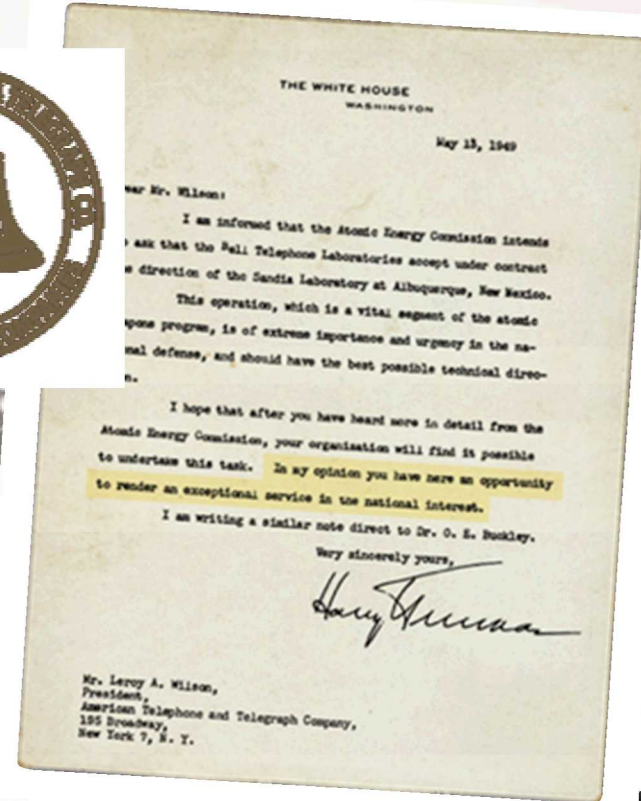 THE WHITE HOUSE
WASHINGTON
May 13, 1949
ear Mr. Wilson:
I am informed that the Atomic Energy Commission intends
ask that the Bell Telephone Laboratories accept under contract
direction of the Sandia Laboratory at Albuquerque, New Mexico.
This operation, which is a vital segment of the atomic
apons program, is of extreme importance and urgency in the na-
nal defense, and should have the best possible technical direc-
n.
I hope that after you have heard more in detail from the
Atomic Energy Commission, your organization will find it possible
to undertake this task. In my opinion you have here an opportunity
to render an exceptional service in the national interest.
I am writing a similar note direct to Dr. O. E. Buckley.
Very sincerely yours,
Harry Truman
Mr. Leroy A. Wilson,
President,
American Telephone and Telegraph Company,
195 Broadway,
New York 7, N. Y.